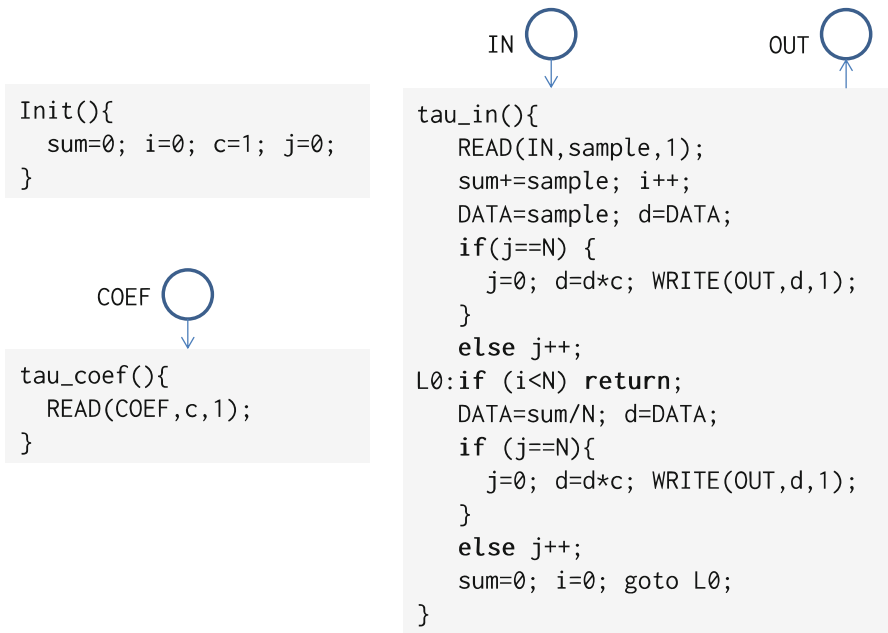 IN
OUT
Init(){
sum=0; i=0; c=1; j=0;
}
COEF
tau_coef(){
READ(COEF,c,1);
}
tau_in(){
READ(IN,sample,1);
sum+=sample; i++;
DATA=sample; d=DATA;
if(j==N) {
j=0; d=d*c; WRITE(OUT,d,1);
}
else j++;
L0:if (i<N) return;
DATA=sum/N; d=DATA;
if (j==N){
j=0; d=d*c; WRITE(OUT,d,1);
}
else j++;
sum=0; i=0; goto L0;
}